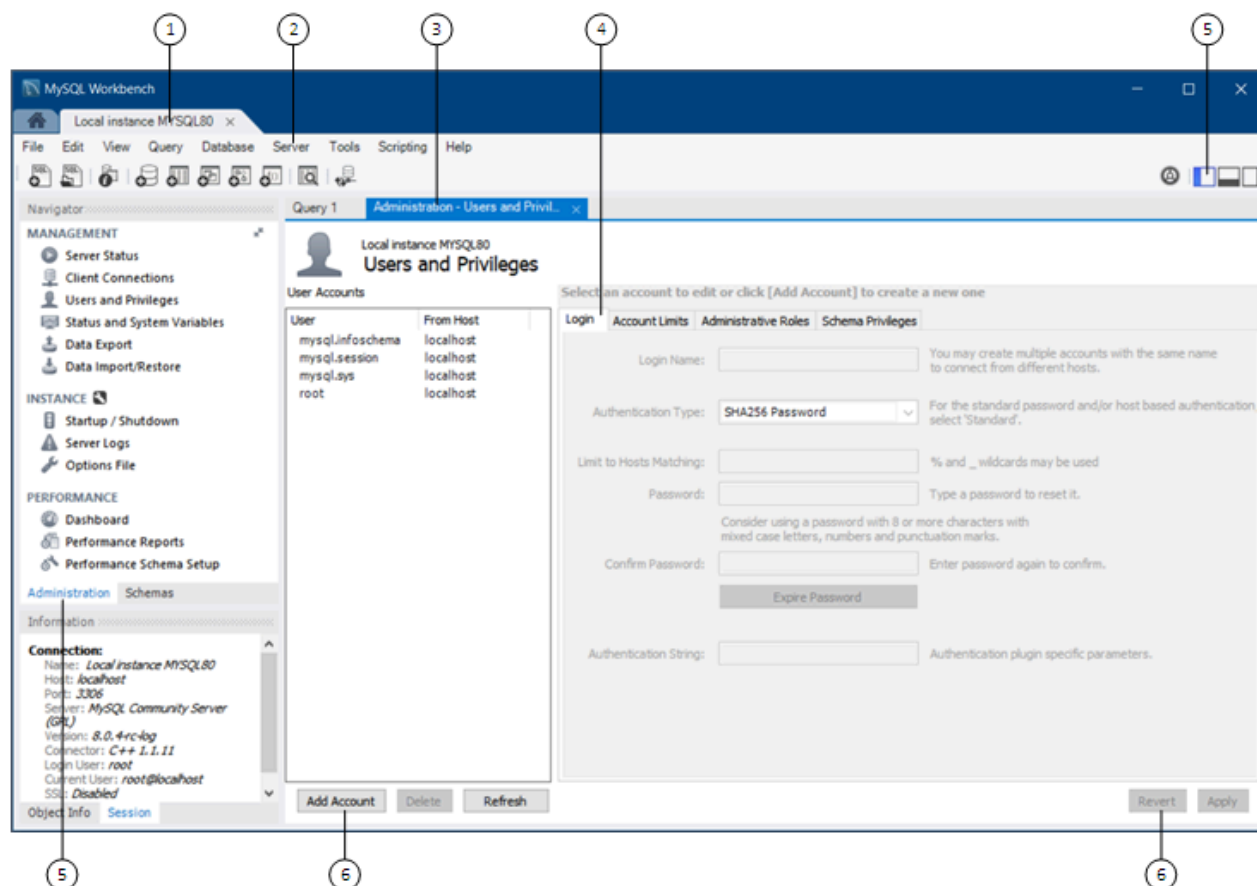 1 2 3 4 5
MySQL Workbench
Local instance MYSQL80
File Edit View Query Database Server Tools Scripting Help
Navigator
Query 1 Administration - Users and Privil...
MANAGEMENT
Server Status
Client Connections
Users and Privileges
Status and System Variables
Data Export
Data Import/Restore
INSTANCE
Startup / Shutdown
Server Logs
Options File
PERFORMANCE
Dashboard
Performance Reports
Performance Schema Setup
Administration Schemas
Information
Connection:
Name: Local instance MYSQL80
Host: localhost
Port: 3306
Server: MySQL Community Server
(GPL)
Version: 8.0.4-rc-log
Connector: C++ 1.1.11
Login User: root
Current User: root@localhost
SSL: Disabled
Object Info Session
Local instance MYSQL80
Users and Privileges
User Accounts
User From Host
mysql.infoschema localhost
mysql.session localhost
mysql.sys localhost
root localhost
Add Account Delete Refresh
Select an account to edit or click [Add Account] to create a new one
Login Account Limits Administrative Roles Schema Privileges
Login Name: You may create multiple accounts with the same name
to connect from different hosts.
Authentication Type: SHA256 Password For the standard password and/or host based authentication
select 'Standard'.
Limit to Hosts Matching: % and _ wildcards may be used
Password: Type a password to reset it.
Consider using a password with 8 or more characters with
mixed case letters, numbers and punctuation marks.
Confirm Password: Enter password again to confirm.
Expire Password
Authentication String: Authentication plugin specific parameters.
Revert Apply
5 6 6